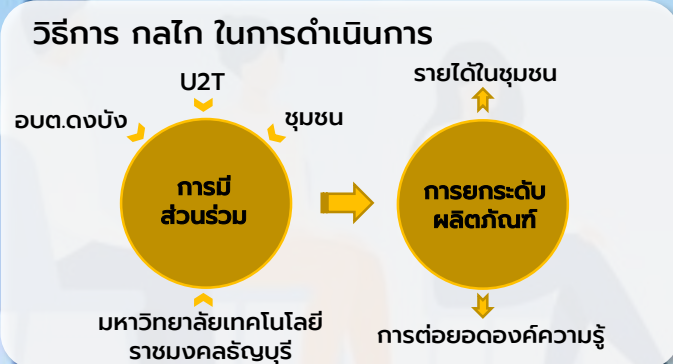 วิธีการ กลไก ในการดำเนินการ
U2T
อบต.ดงบัง
ชุมชน
การมี
ส่วนร่วม
มหาวิทยาลัยเทคโนโลยี
ราชมงคลธัญบุรี
รายได้ในชุมชน
การยกระดับ
ผลิตภัณฑ์
การต่อยอดองค์ความรู้